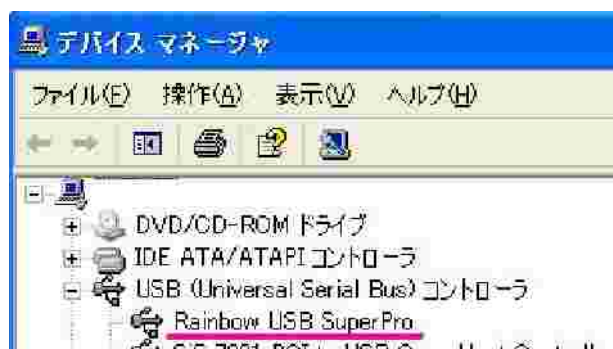 デバイス マネージャ
ファイル(F) 操作(A) 表示(V) ヘルプ(H)
DVD/CD-ROM ドライブ
IDE ATA/ATAPI コントローラ
USB (Universal Serial Bus) コントローラ
Rainbow USB SuperPro